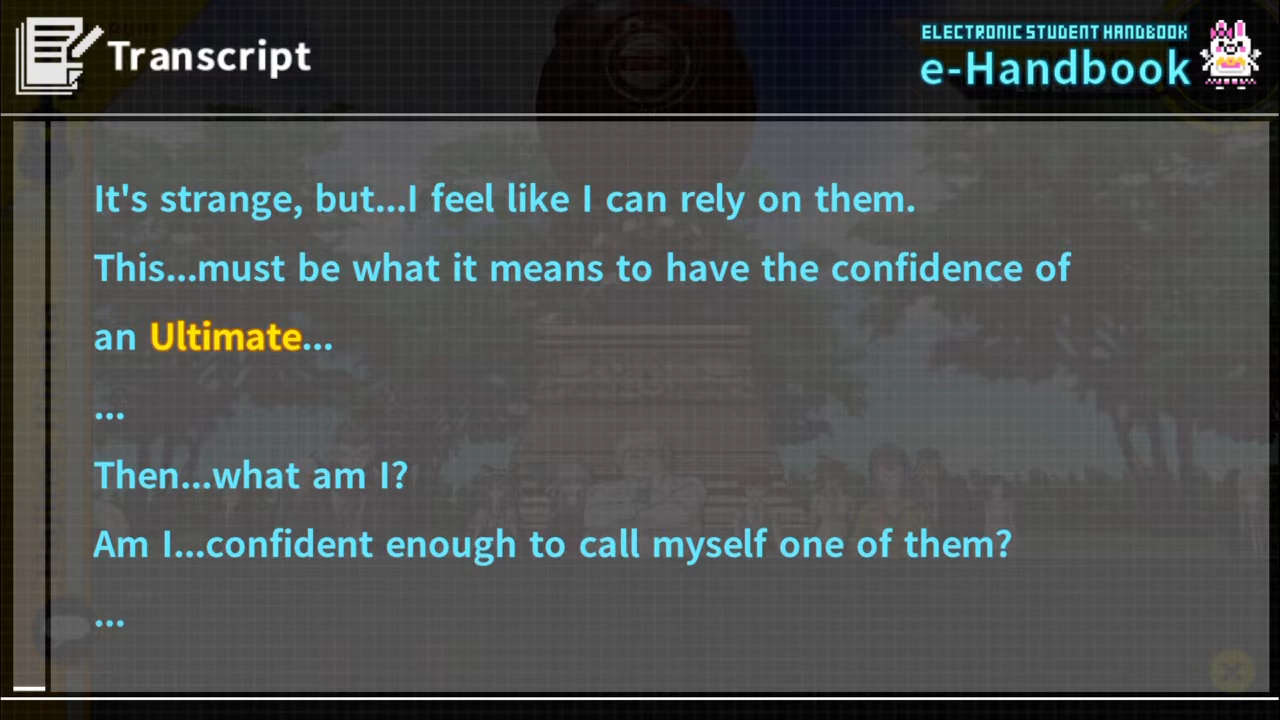 Transcript
ELECTRONIC STUDENT HANDBOOK
e-Handbook
It's strange, but...I feel like I can rely on them.
This...must be what it means to have the confidence of
an Ultimate...
...
Then...what am I?
Am I...confident enough to call myself one of them?
...